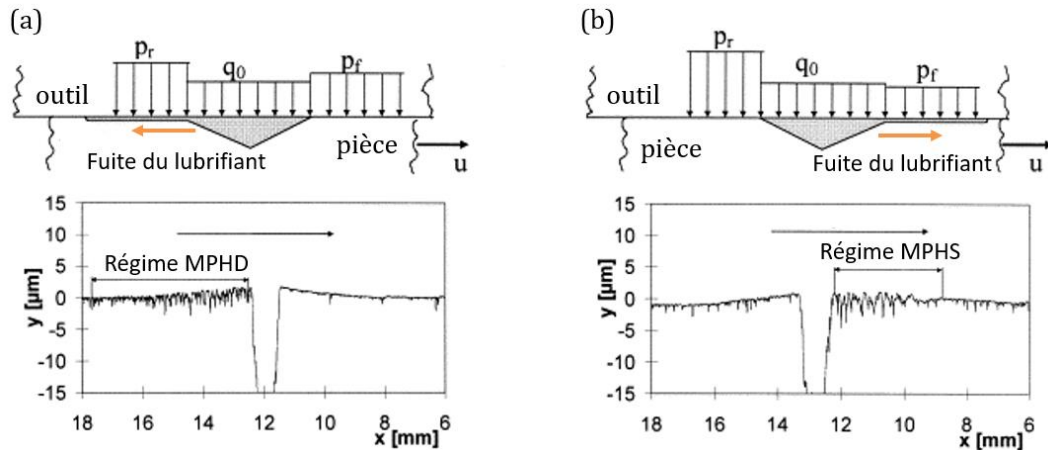 (a)
p_r
q_0
p_f
outil
pièce
Fuite du lubrifiant
u
15
10
5
0
-5
-10
-15
y [µm]
Régime MPHD
18 16 14 12 10 8 6
x [mm]
(b)
p_r
q_0
p_f
outil
pièce
Fuite du lubrifiant
u
15
10
5
0
-5
-10
-15
y [µm]
Régime MPHS
18 16 14 12 10 8 6
x [mm]